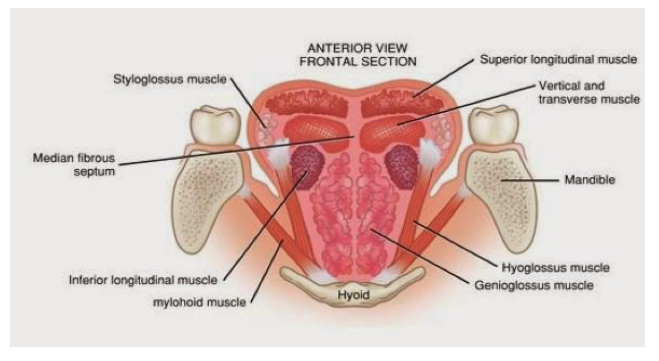 ANTERIOR VIEW
FRONTAL SECTION
Superior longitudinal muscle
Styloglossus muscle
Vertical and
transverse muscle
Median fibrous
septum
Mandible
Hyoglossus muscle
Inferior longitudinal muscle
Genioglossus muscle
mylohoid muscle
Hyoid